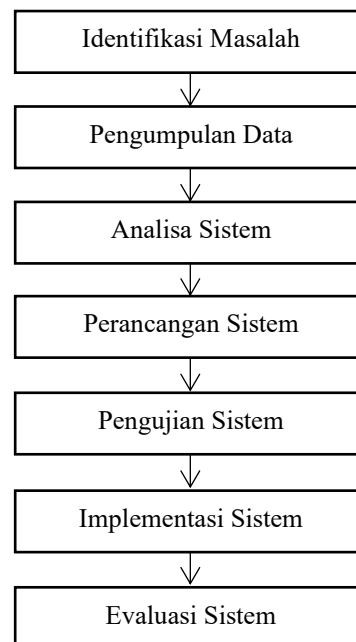 Identifikasi Masalah
Pengumpulan Data
Analisa Sistem
Perancangan Sistem
Pengujian Sistem
Implementasi Sistem
Evaluasi Sistem